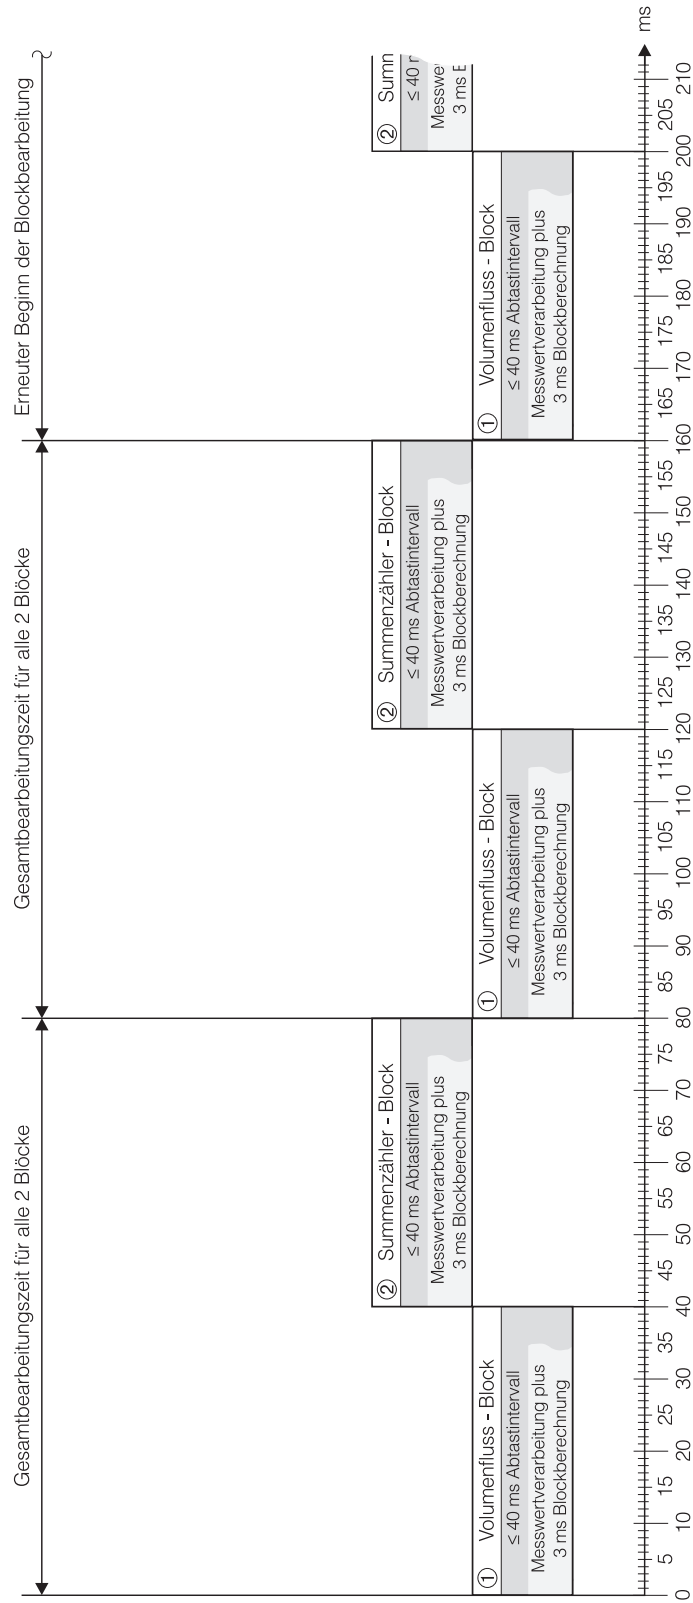 Gesamtbearbeitungszeit für alle 2 Blöcke
Gesamtbearbeitungszeit für alle 2 Blöcke
Erneuter Beginn der Blockbearbeitung
② Summenzähler - Block
≤ 40 ms Abtastintervall
Messwertverarbeitung plus
3 ms Blockberechnung
② Summenzähler - Block
≤ 40 ms Abtastintervall
Messwertverarbeitung plus
3 ms Blockberechnung
② Summ
≤ 40 m
Messwe
3 ms B
① Volumenfluss - Block
≤ 40 ms Abtastintervall
Messwertverarbeitung plus
3 ms Blockberechnung
① Volumenfluss - Block
≤ 40 ms Abtastintervall
Messwertverarbeitung plus
3 ms Blockberechnung
① Volumenfluss - Block
≤ 40 ms Abtastintervall
Messwertverarbeitung plus
3 ms Blockberechnung
ms
0 5 10 15 20 25 30 35 40 45 50 55 60 65 70 75 80 85 90 95 100 105 110 115 120 125 130 135 140 145 150 155 160 165 170 175 180 185 190 195 200 205 210